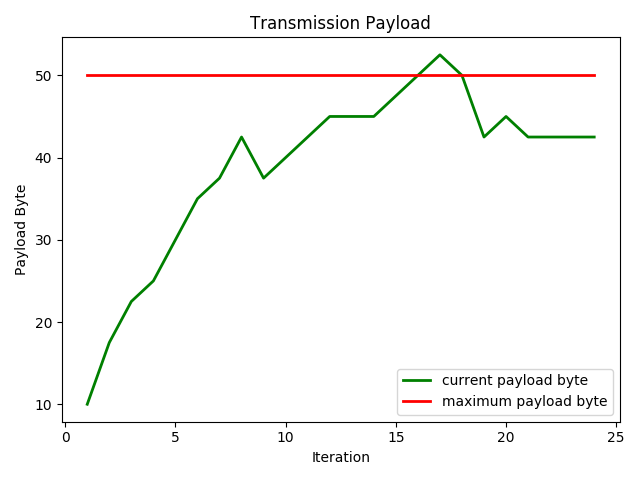 Transmission Payload
Payload Byte
50
40
30
20
10
current payload byte
maximum payload byte
0 5 10 15 20 25
Iteration